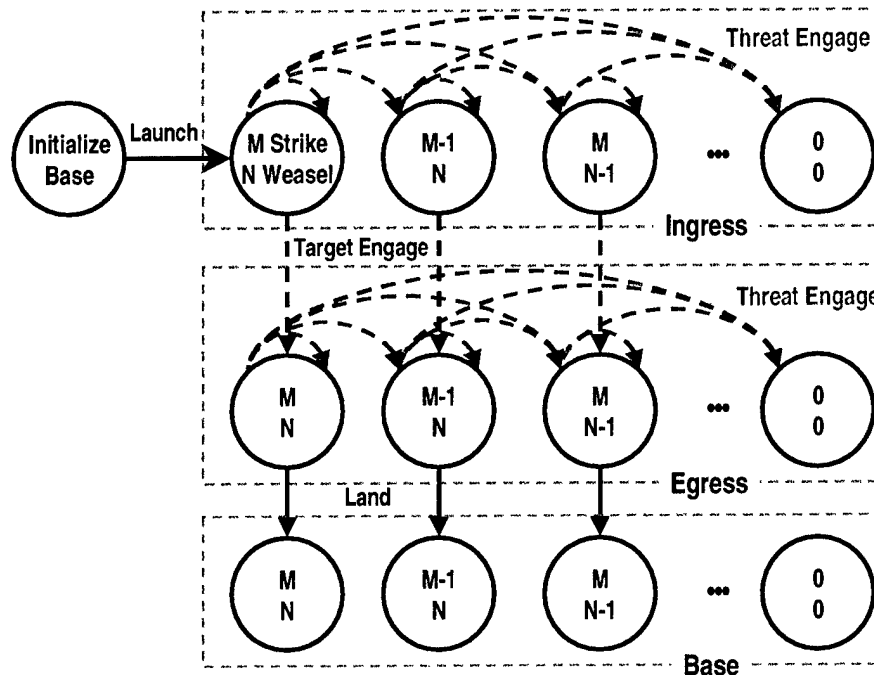 Threat Engage
Initialize
Base
Launch
M Strike
N Weasel
M-1
N
M
N-1
...
0
0
Ingress
Target Engage
Threat Engage
M
N
M-1
N
M
N-1
...
0
0
Egress
Land
M
N
M-1
N
M
N-1
...
0
0
Base